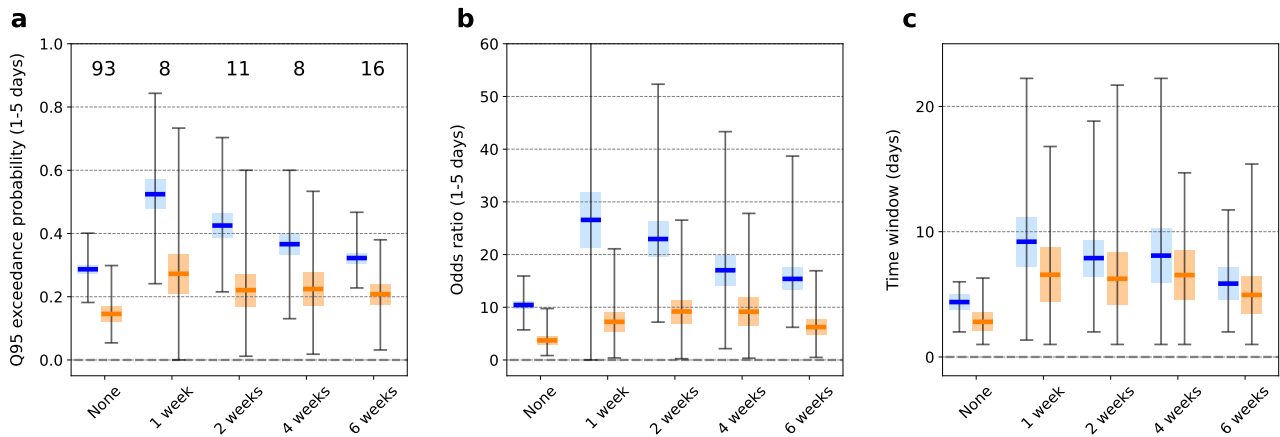 a
Q95 exceedance probability (1-5 days)
1.0
0.8
0.6
0.4
0.2
0.0
93 8 11 8 16
None 1 week 2 weeks 4 weeks 6 weeks
b
Odds ratio (1-5 days)
60
50
40
30
20
10
0
None 1 week 2 weeks 4 weeks 6 weeks
c
Time window (days)
20
10
0
None 1 week 2 weeks 4 weeks 6 weeks